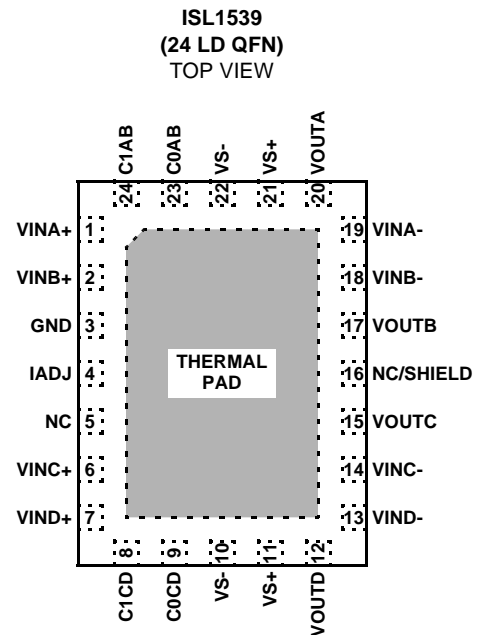 ISL1539
(24 LD QFN)
TOP VIEW
24 C1AB
23 C0AB
22 VS-
21 VS+
20 VOUTA
VINA+ 1
VINB+ 2
GND 3
IADJ 4
NC 5
VINC+ 6
VIND+ 7
THERMAL
PAD
19 VINA-
18 VINB-
17 VOUTB
16 NC/SHIELD
15 VOUTC
14 VINC-
13 VIND-
C1CD 8
C0CD 9
VS- 10
VS+ 11
VOUTD 12